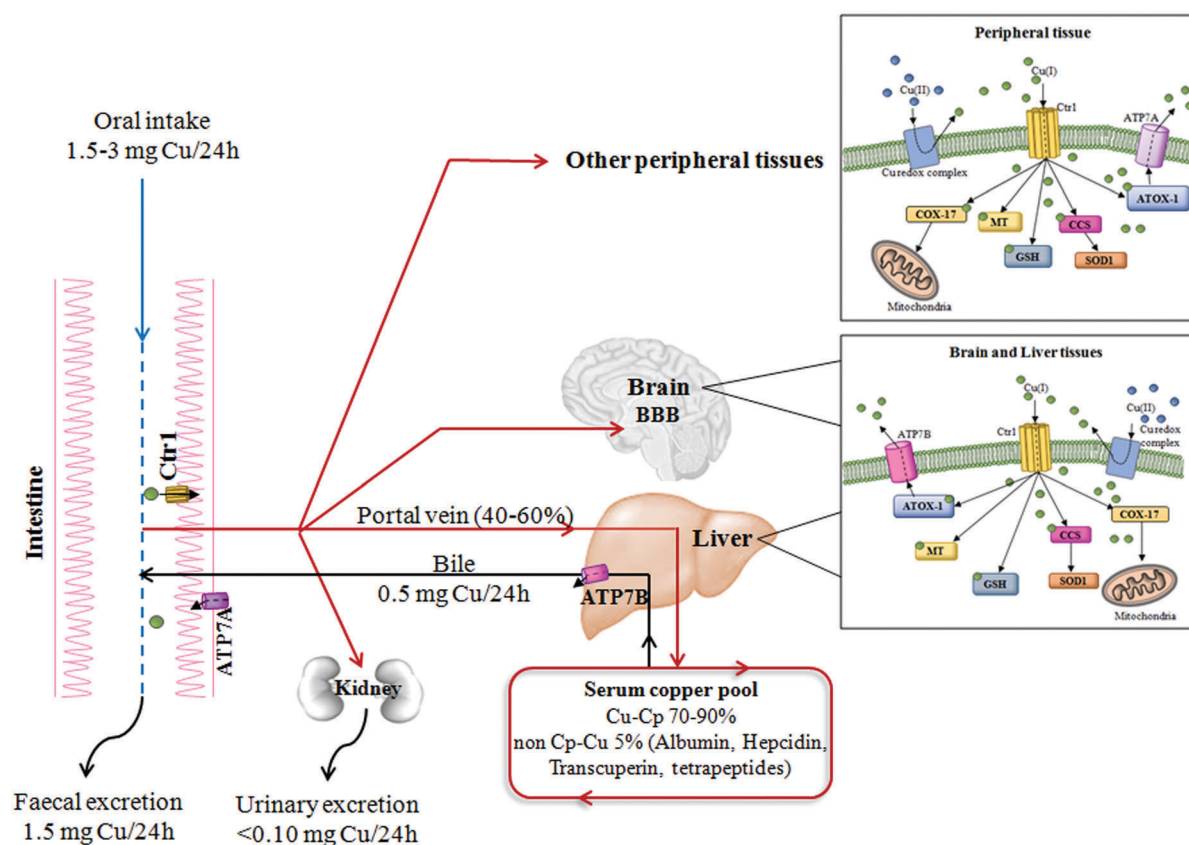 Oral intake
1.5-3 mg Cu/24h
Intestine
Ctr1
ATP7A
Faecal excretion
1.5 mg Cu/24h
Urinary excretion
<0.10 mg Cu/24h
Kidney
Portal vein (40-60%)
Bile
0.5 mg Cu/24h
Other peripheral tissues
Brain
BBB
Liver
ATP7B
Serum copper pool
Cu-Cp 70-90%
non Cp-Cu 5% (Albumin, Hepcidin,
Transcuperin, tetrapeptides)
Peripheral tissue
Cu(I)
Cu(II)
Ctr1
ATP7A
Cu redox complex
COX-17
MT
GSH
CCS
SOD1
ATOX-1
Mitochondria
Brain and Liver tissues
Cu(I)
Cu(II)
Ctr1
Cu redox
complex
ATP7B
ATOX-1
COX-17
MT
CCS
GSH
SOD1
Mitochondria